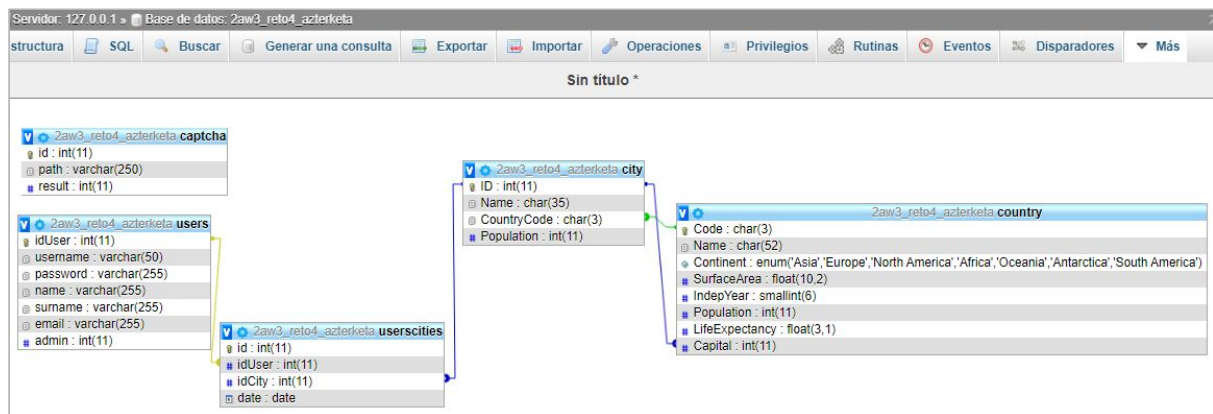 Servidor: 127.0.0.1 » Base de datos: 2aw3_reto4_azterketa
structura SQL Buscar Generar una consulta Exportar Importar Operaciones Privilegios Rutinas Eventos Disparadores Más
Sin título *
2aw3_reto4_azterketa captcha
id : int(11)
path : varchar(250)
result : int(11)
2aw3_reto4_azterketa users
idUser : int(11)
username : varchar(50)
password : varchar(255)
name : varchar(255)
surname : varchar(255)
email : varchar(255)
admin : int(11)
2aw3_reto4_azterketa userscities
id : int(11)
idUser : int(11)
idCity : int(11)
date : date
2aw3_reto4_azterketa city
ID : int(11)
Name : char(35)
CountryCode : char(3)
Population : int(11)
2aw3_reto4_azterketa country
Code : char(3)
Name : char(52)
Continent : enum('Asia','Europe','North America','Africa','Oceania','Antarctica','South America')
SurfaceArea : float(10,2)
IndepYear : smallint(6)
Population : int(11)
LifeExpectancy : float(3,1)
Capital : int(11)